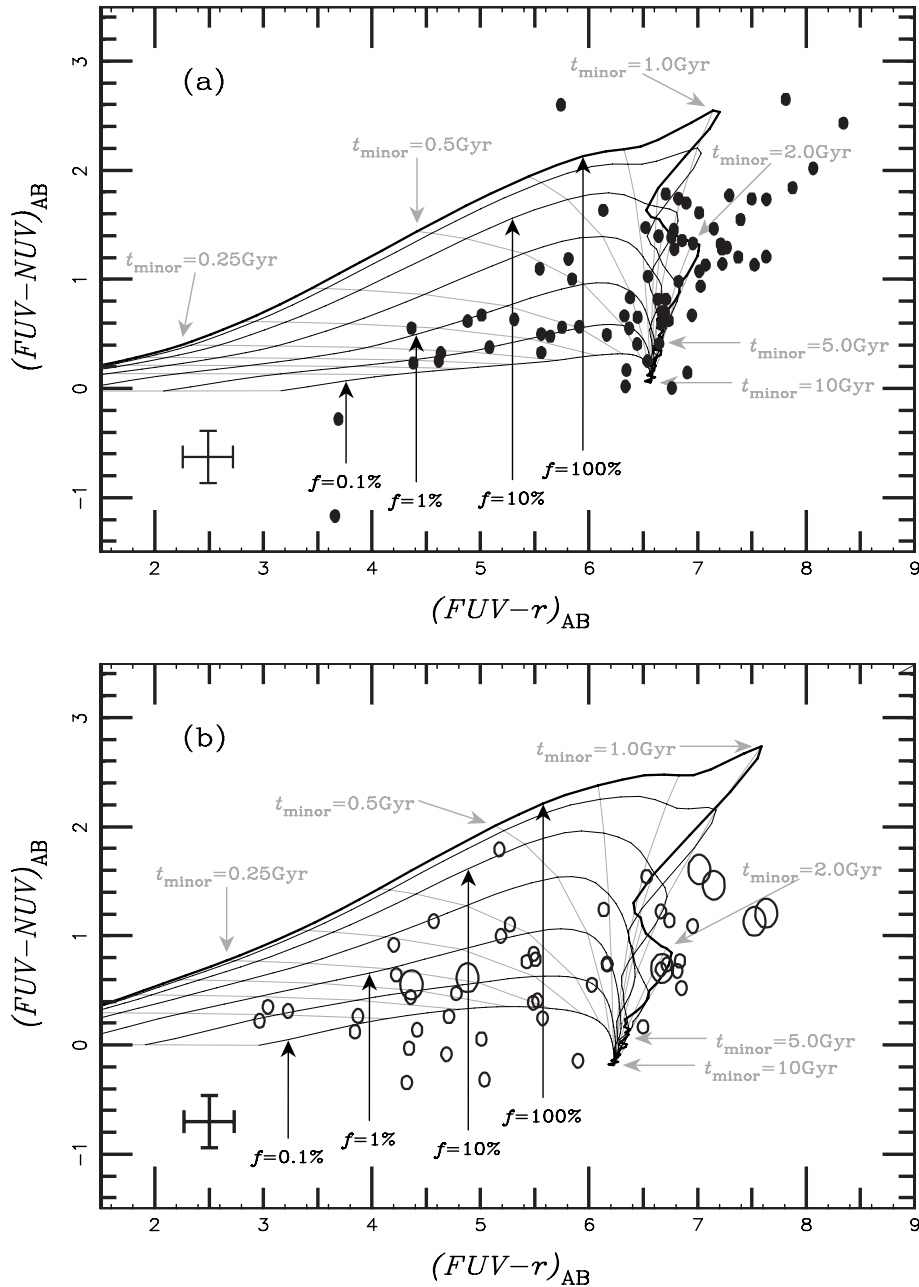 (a)
t_minor=1.0Gyr
t_minor=0.5Gyr
t_minor=2.0Gyr
t_minor=0.25Gyr
t_minor=5.0Gyr
t_minor=10Gyr
f=0.1%
f=1%
f=10%
f=100%
3
2
1
0
-1
(FUV-NUV)_AB
2 3 4 5 6 7 8 9
(FUV-r)_AB
(b)
t_minor=1.0Gyr
t_minor=0.5Gyr
t_minor=0.25Gyr
t_minor=2.0Gyr
t_minor=5.0Gyr
t_minor=10Gyr
f=0.1%
f=1%
f=10%
f=100%
3
2
1
0
-1
(FUV-NUV)_AB
2 3 4 5 6 7 8 9
(FUV-r)_AB